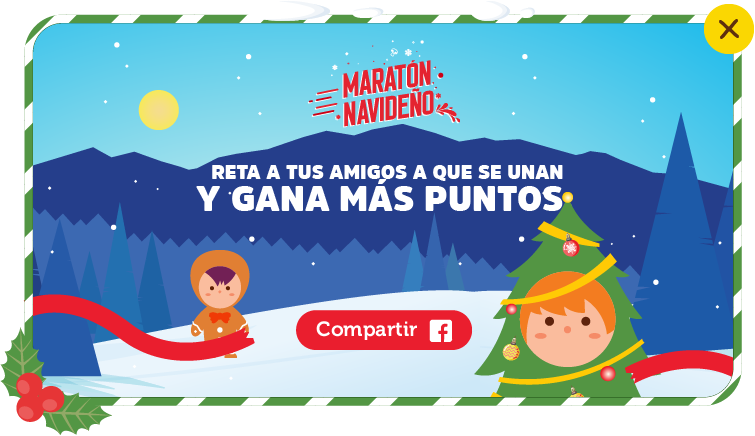 MARATÓN
NAVIDEÑO
RETA A TUS AMIGOS A QUE SE UNAN
Y GANA MÁS PUNTOS
Compartir